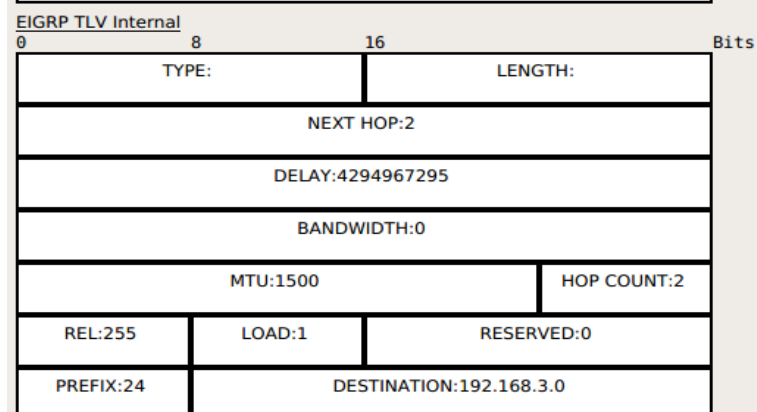 EIGRP TLV Internal
0 8 16 Bits
TYPE: LENGTH:
NEXT HOP:2
DELAY:4294967295
BANDWIDTH:0
MTU:1500 HOP COUNT:2
REL:255 LOAD:1 RESERVED:0
PREFIX:24 DESTINATION:192.168.3.0